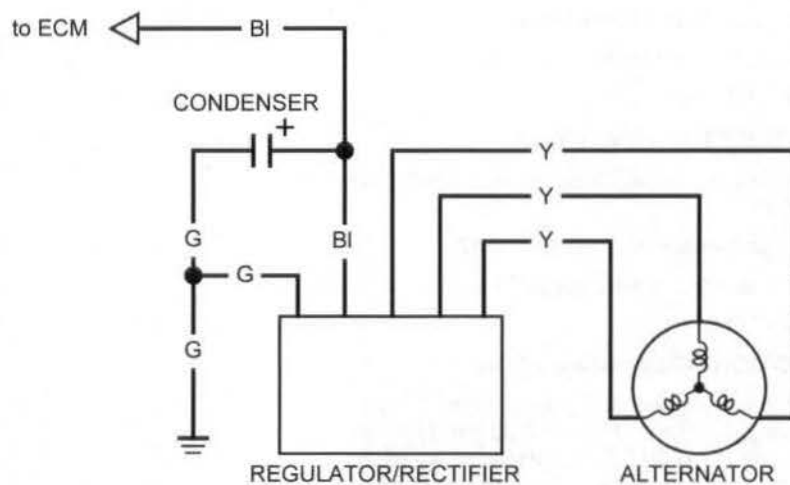 to ECM
Bl
CONDENSER
+
Y
Y
G
Bl
Y
G
G
REGULATOR/RECTIFIER
ALTERNATOR